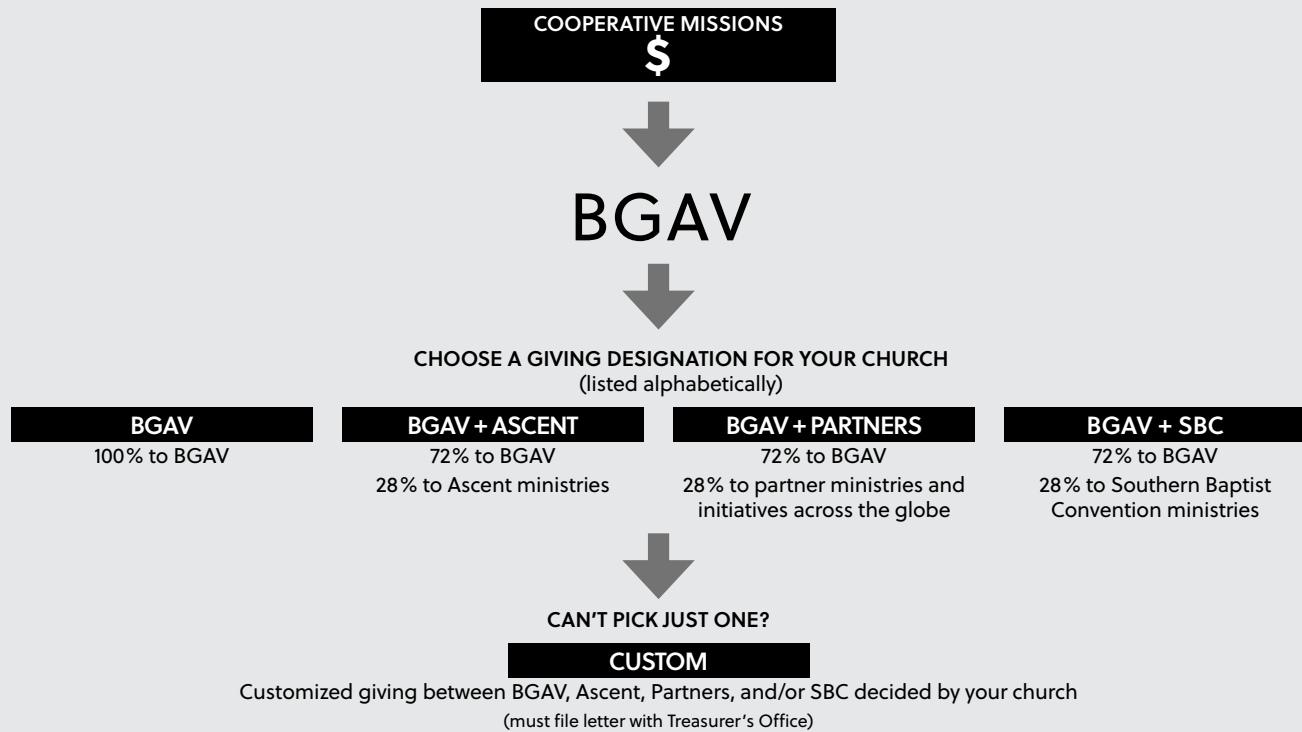 COOPERATIVE MISSIONS
$
BGAV
CHOOSE A GIVING DESIGNATION FOR YOUR CHURCH
(listed alphabetically)
BGAV
100% to BGAV
BGAV + ASCENT
72% to BGAV
28% to Ascent ministries
BGAV + PARTNERS
72% to BGAV
28% to partner ministries and
initiatives across the globe
BGAV + SBC
72% to BGAV
28% to Southern Baptist
Convention ministries
CAN'T PICK JUST ONE?
CUSTOM
Customized giving between BGAV, Ascent, Partners, and/or SBC decided by your church
(must file letter with Treasurer's Office)